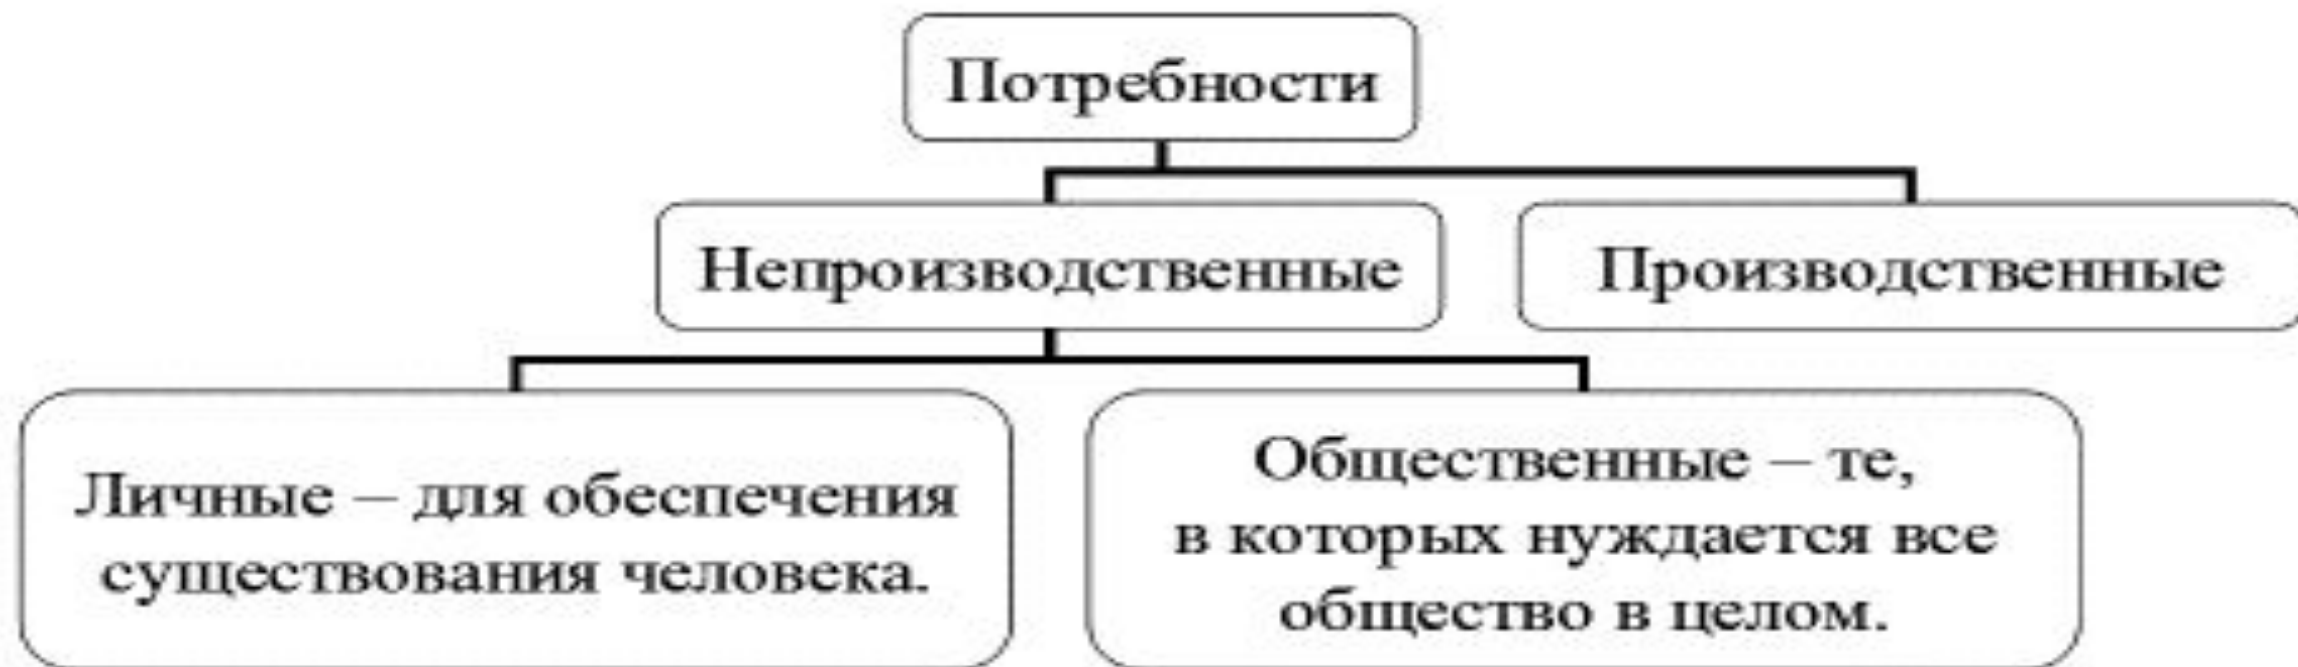 Потребности
Непроизводственные
Производственные
Личные – для обеспечения
существования человека.
Общественные – те,
в которых нуждается все
общество в целом.